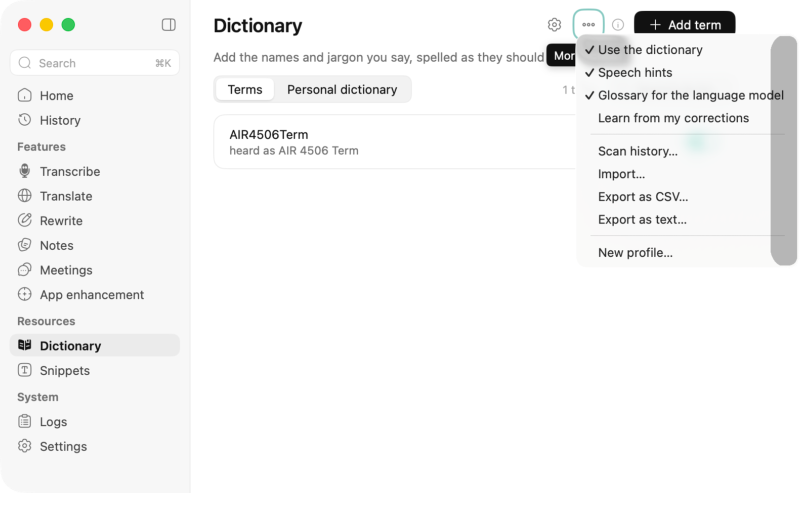 Search ⌘K
Home
History
Features
Transcribe
Translate
Rewrite
Notes
Meetings
App enhancement
Resources
Dictionary
Snippets
System
Logs
Settings
Dictionary
+ Add term
Add the names and jargon you say, spelled as they should
Terms Personal dictionary
AIR4506Term
heard as AIR 4506 Term
✓ Use the dictionary
✓ Speech hints
✓ Glossary for the language model
Learn from my corrections
Scan history...
Import...
Export as CSV...
Export as text...
New profile...